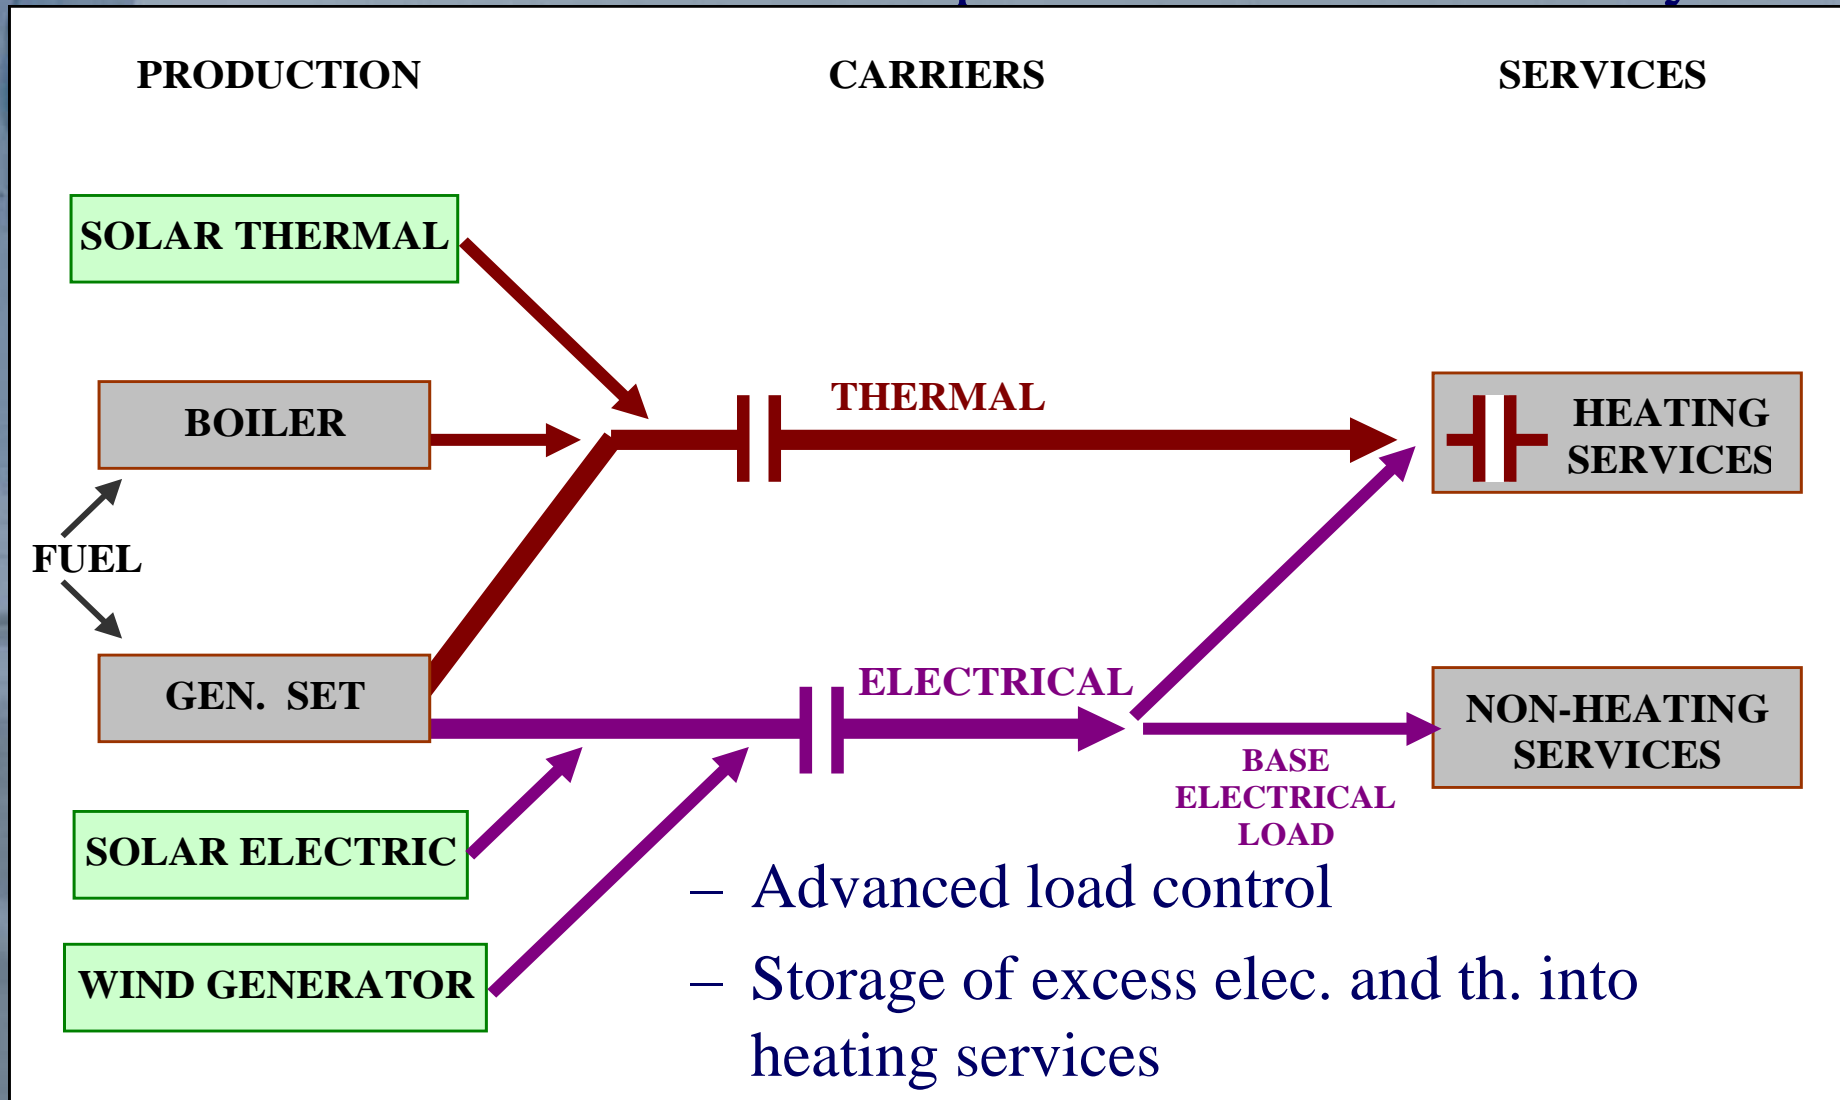 PRODUCTION
CARRIERS
SERVICES
SOLAR THERMAL
BOILER
THERMAL
HEATING
SERVICES
FUEL
GEN. SET
ELECTRICAL
NON-HEATING
SERVICES
BASE
ELECTRICAL
LOAD
SOLAR ELECTRIC
WIND GENERATOR
– Advanced load control
– Storage of excess elec. and th. into
heating services